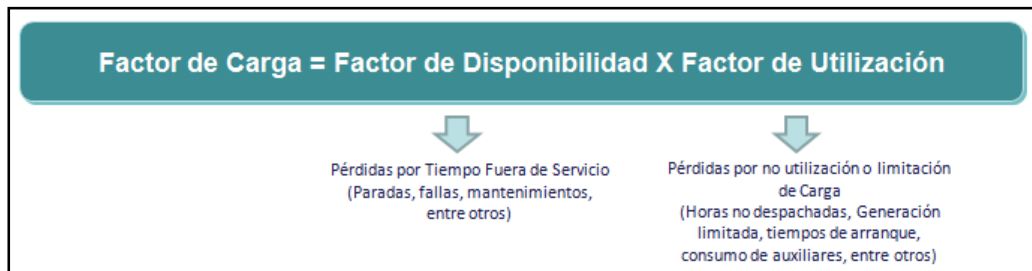 Factor de Carga = Factor de Disponibilidad X Factor de Utilización
Pérdidas por Tiempo Fuera de Servicio
(Paradas, fallas, mantenimientos,
entre otros)
Pérdidas por no utilización o limitación
de Carga
(Horas no despachadas, Generación
limitada, tiempos de arranque,
consumo de auxiliares, entre otros)